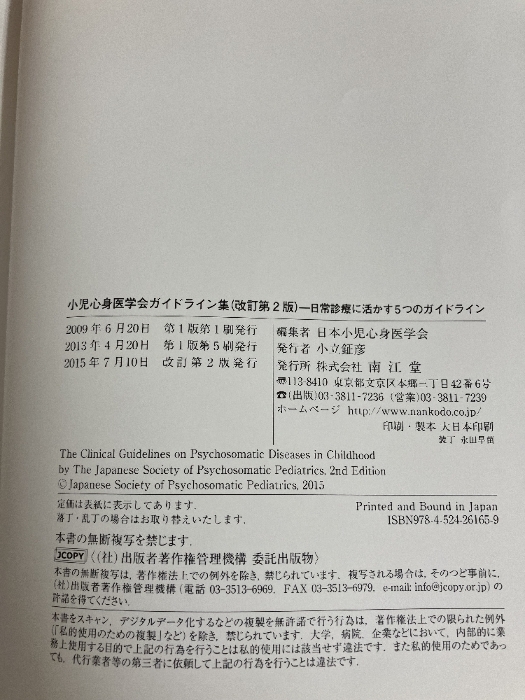 小児心身医学会ガイドライン集(改訂第2版)—日常診療に活かす5つのガイドライン
2009年6月20日 第1版第1刷発行
2013年4月20日 第1版第5刷発行
2015年7月10日 改訂第2版発行
編集者 日本小児心身医学会
発行者 小立鉦彦
発行所 株式会社 南江堂
〠113-8410 東京都文京区本郷三丁目42番6号
☎(出版)03-3811-7236 (営業)03-3811-7239
ホームページ http://www.nankodo.co.jp/
印刷・製本 大日本印刷
装丁 永田早苗
The Clinical Guidelines on Psychosomatic Diseases in Childhood
by The Japanese Society of Psychosomatic Pediatrics, 2nd Edition
©Japanese Society of Psychosomatic Pediatrics, 2015
定価は表紙に表示してあります.
落丁・乱丁の場合はお取り替えいたします.
Printed and Bound in Japan
ISBN978-4-524-26165-9
本書の無断複写を禁じます.
JCOPY 〈(社)出版者著作権管理機構 委託出版物〉
本書の無断複写は, 著作権法上での例外を除き, 禁じられています. 複写される場合は, そのつど事前に,
(社)出版者著作権管理機構(電話 03-3513-6969, FAX 03-3513-6979, e-mail: info@jcopy.or.jp)の
許諾を得てください.
本書をスキャン, デジタルデータ化するなどの複製を無許諾で行う行為は, 著作権法上での限られた例外
(「私的使用のための複製」など)を除き, 禁じられています. 大学, 病院, 企業などにおいて, 内部的に業
務上使用する目的で上記の行為を行うことは私的使用には該当せず違法です. また私的使用のためであっ
ても, 代行業者等の第三者に依頼して上記の行為を行うことは違法です.